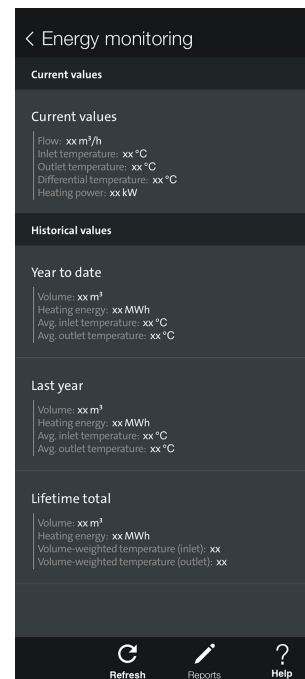 < Energy monitoring
Current values
Current values
Flow: xx m³/h
Inlet temperature: xx °C
Outlet temperature: xx °C
Differential temperature: xx °C
Heating power: xx kW
Historical values
Year to date
Volume: xx m³
Heating energy: xx MWh
Avg. inlet temperature: xx °C
Avg. outlet temperature: xx °C
Last year
Volume: xx m³
Heating energy: xx MWh
Avg. inlet temperature: xx °C
Avg. outlet temperature: xx °C
Lifetime total
Volume: xx m³
Heating energy: xx MWh
Volume-weighted temperature (inlet): xx
Volume-weighted temperature (outlet): xx
Refresh Reports Help